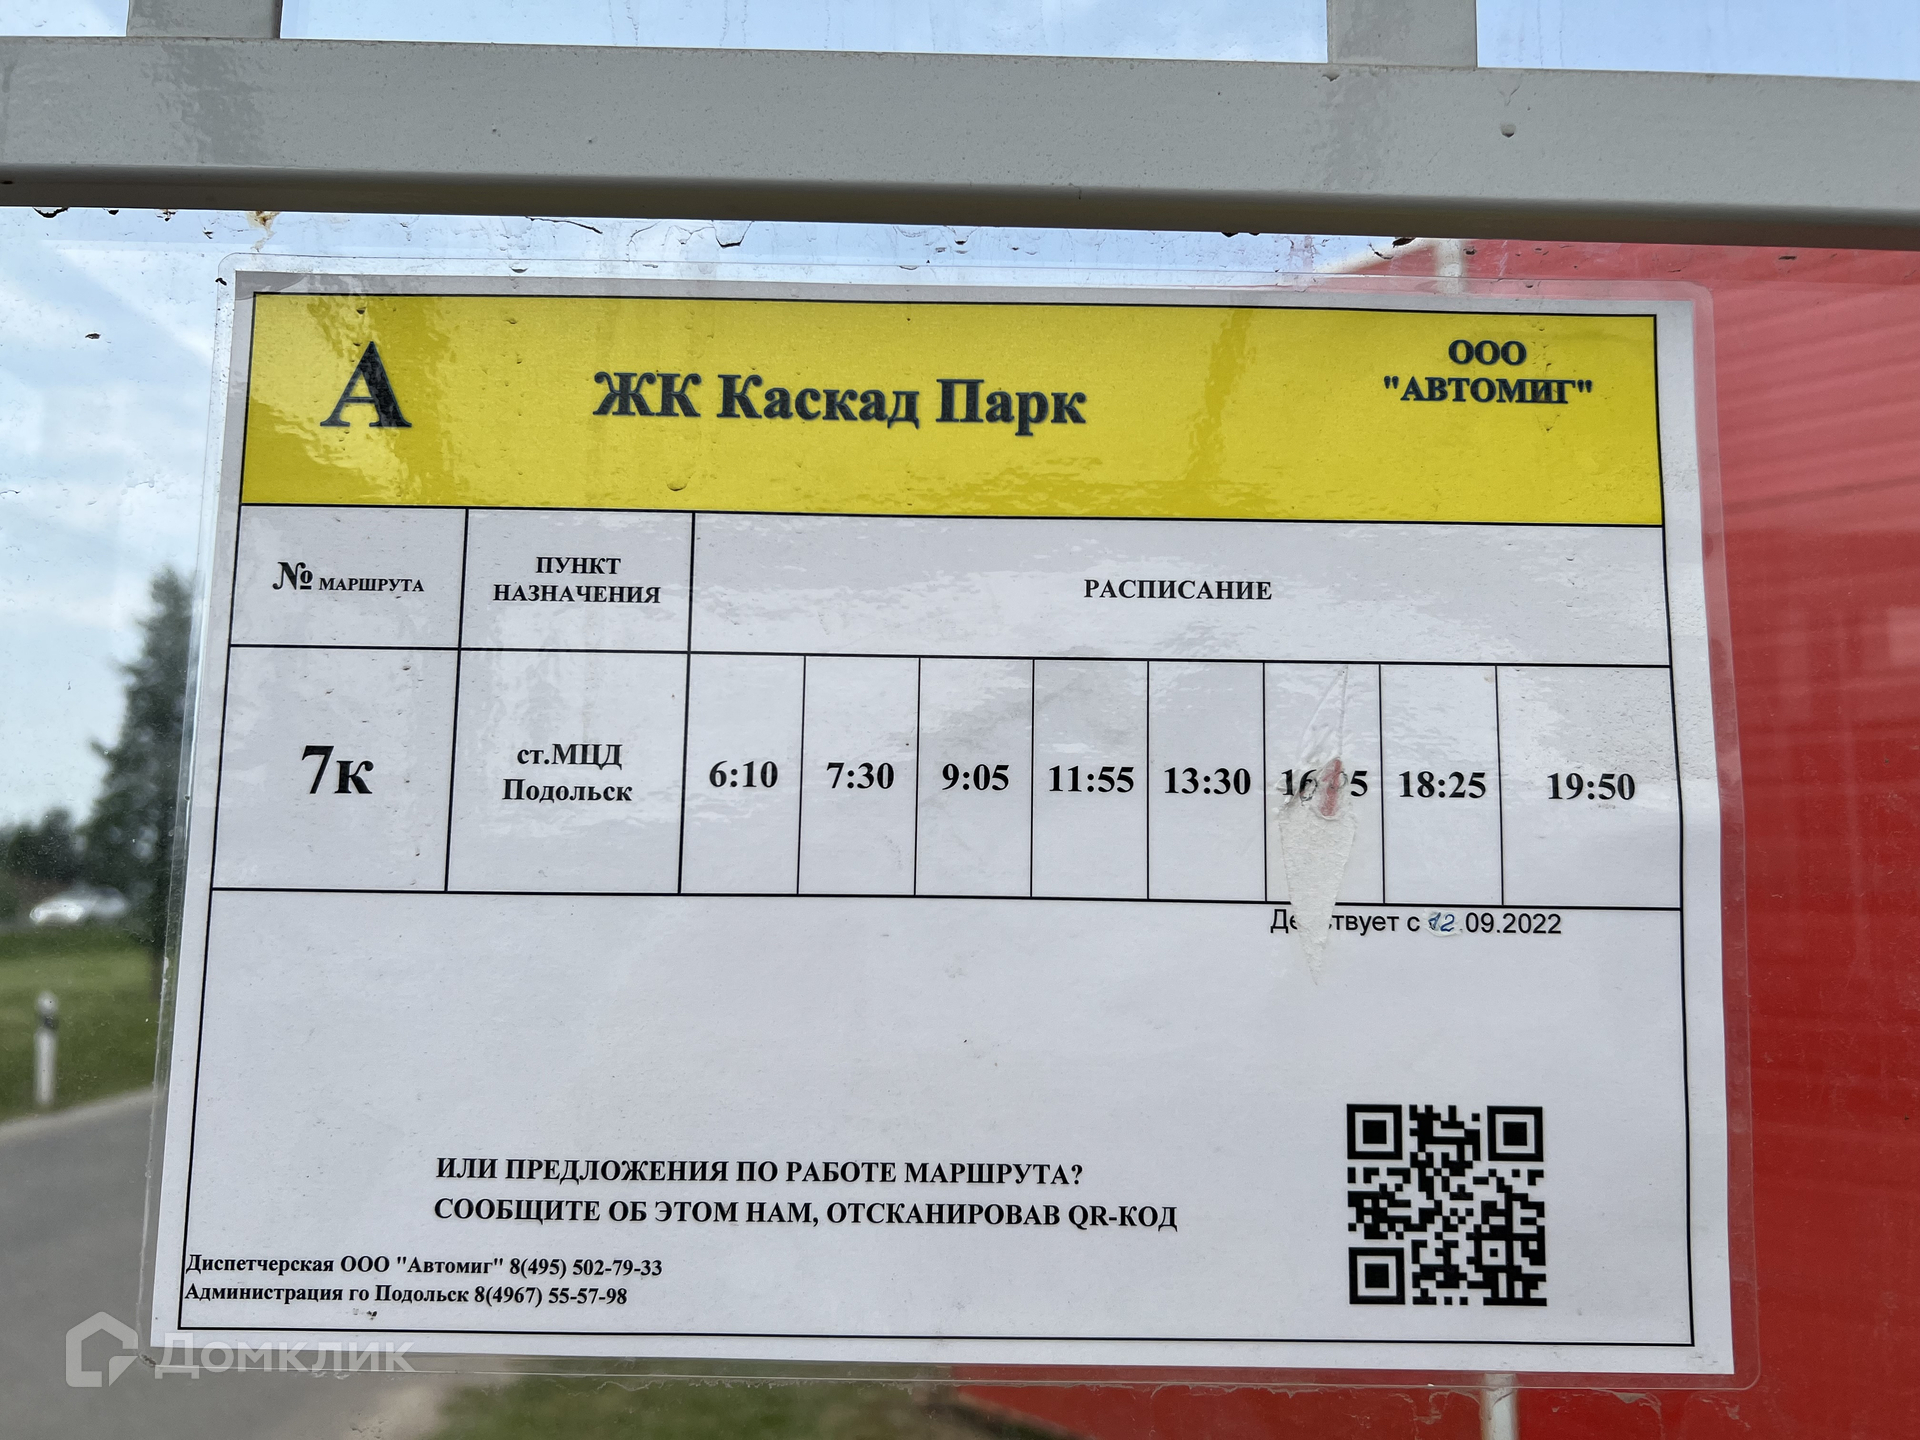 А
ЖК Каскад Парк
ООО
"АВТОМИГ"
№ МАРШРУТА
ПУНКТ
НАЗНАЧЕНИЯ
РАСПИСАНИЕ
7к
ст.МЦД
Подольск
6:10
7:30
9:05
11:55
13:30
18:25
19:50
с 12.09.2022
ИЛИ ПРЕДЛОЖЕНИЯ ПО РАБОТЕ МАРШРУТА?
СООБЩИТЕ ОБ ЭТОМ НАМ, ОТСКАНИРОВАВ QR-КОД
Диспетчерская ООО "Автомиг" 8(495) 502-79-33
Администрация го Подольск 8(4967) 55-57-98
Домклик